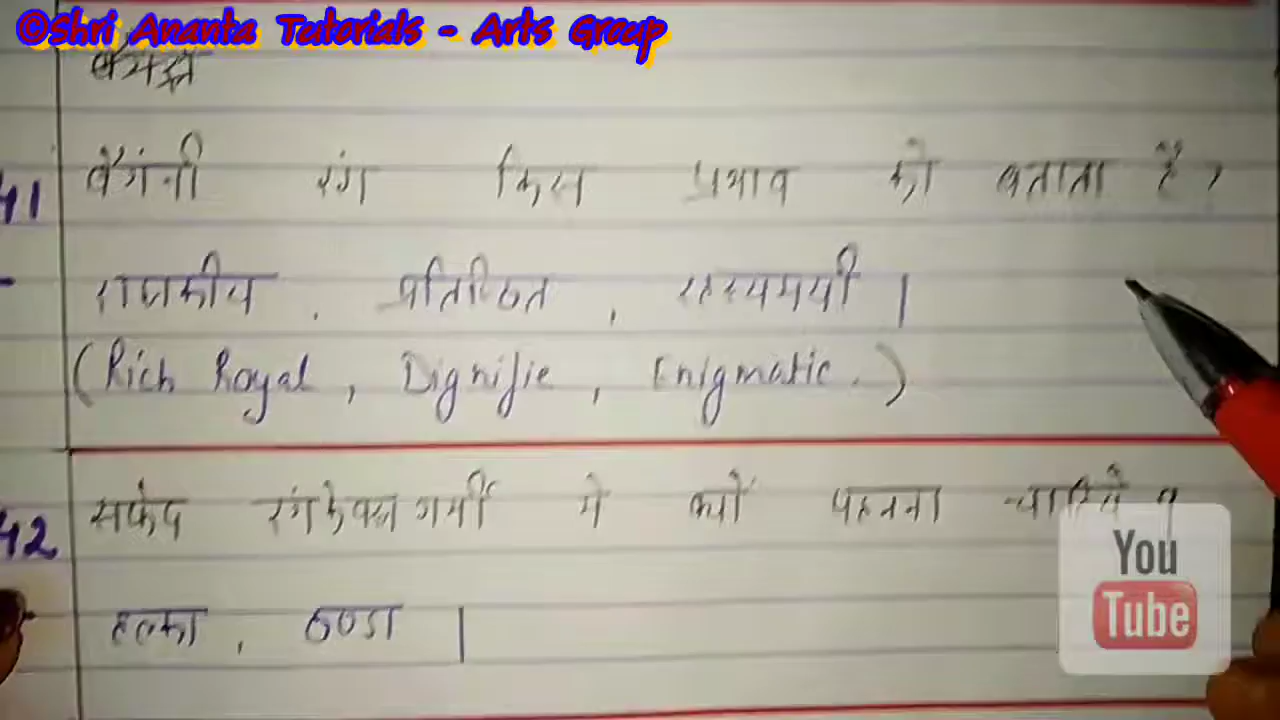 ©Shri Ananta Tutorials - Arts Group
41 बैगंनी रंग किस प्रभाव को बताता है?
राजकीय , प्रतिष्ठित , रहस्यमयी |
(Rich Royal , Dignifie , Enigmatic .)
42 सफेद रंग के वस्त्र गर्मी मे क्यों पहनना चाहिये ?
हल्का , ठण्डा |
You
Tube